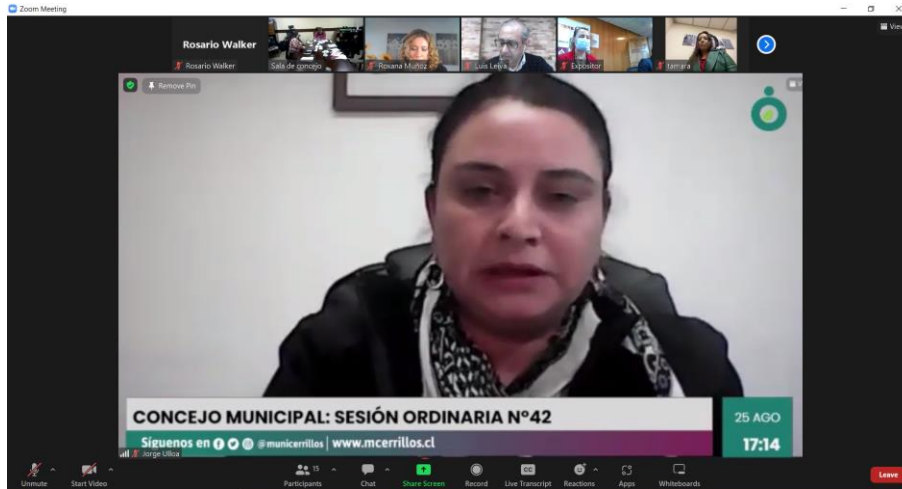 Zoom Meeting
View
Rosario Walker
Rosario Walker
Sala de concejo
Roxana Muñoz
Luis Leiva
Expositor
tamara
Remove Pin
CONCEJO MUNICIPAL: SESIÓN ORDINARIA N°42
25 AGO
Síguenos en @municerrillos | www.mcerrillos.cl
17:14
Jorge Ulloa
15
Unmute
Start Video
Participants
Chat
Share Screen
Record
CC
Live Transcript
Reactions
Apps
Whiteboards
Leave